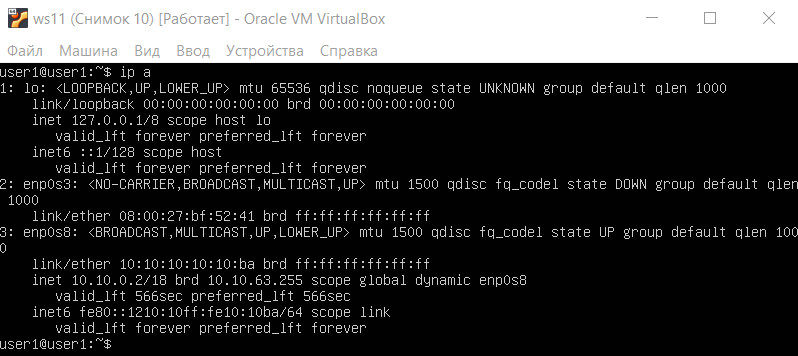 ws11 (Снимок 10) [Работает] - Oracle VM VirtualBox
Файл Машина Вид Ввод Устройства Справка
user1@user1:~$ ip a
1: lo: <LOOPBACK,UP,LOWER_UP> mtu 65536 qdisc noqueue state UNKNOWN group default qlen 1000
    link/loopback 00:00:00:00:00:00 brd 00:00:00:00:00:00
    inet 127.0.0.1/8 scope host lo
       valid_lft forever preferred_lft forever
    inet6 ::1/128 scope host
       valid_lft forever preferred_lft forever
2: enp0s3: <NO-CARRIER,BROADCAST,MULTICAST,UP> mtu 1500 qdisc fq_codel state DOWN group default qlen
 1000
    link/ether 08:00:27:bf:52:41 brd ff:ff:ff:ff:ff:ff
3: enp0s8: <BROADCAST,MULTICAST,UP,LOWER_UP> mtu 1500 qdisc fq_codel state UP group default qlen 100
0
    link/ether 10:10:10:10:10:ba brd ff:ff:ff:ff:ff:ff
    inet 10.10.0.2/18 brd 10.10.63.255 scope global dynamic enp0s8
       valid_lft 566sec preferred_lft 566sec
    inet6 fe80::1210:10ff:fe10:10ba/64 scope link
       valid_lft forever preferred_lft forever
user1@user1:~$